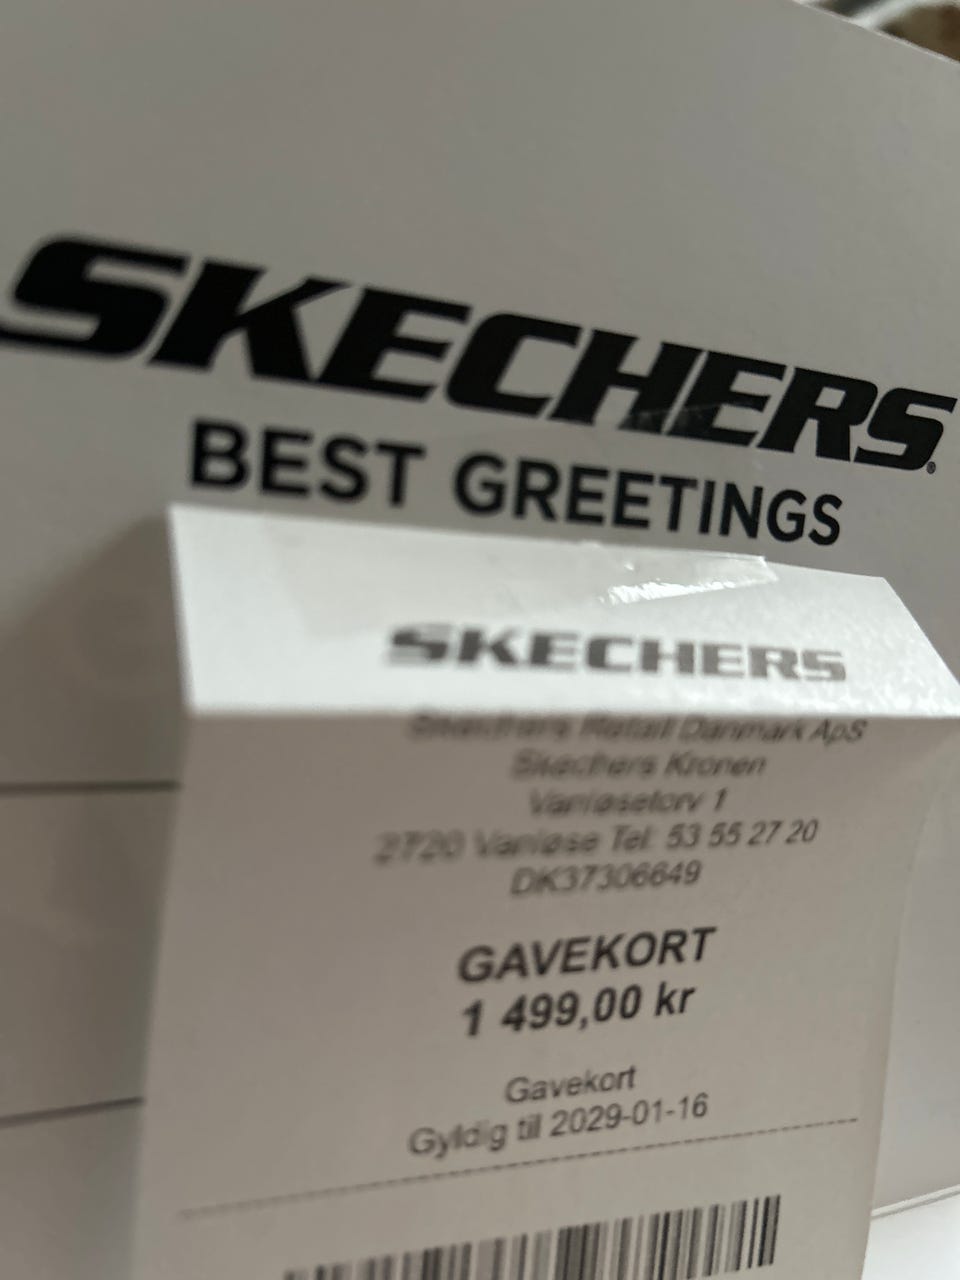 SKECHERS
BEST GREETINGS
SKECHERS
Skechers Retail Danmark ApS
Skechers Kronen
Vanløsetorv 1
2720 Vanløse Tel: 53 55 27 20
DK37306649
GAVEKORT
1 499,00 kr
Gavekort
Gyldig til 2029-01-16